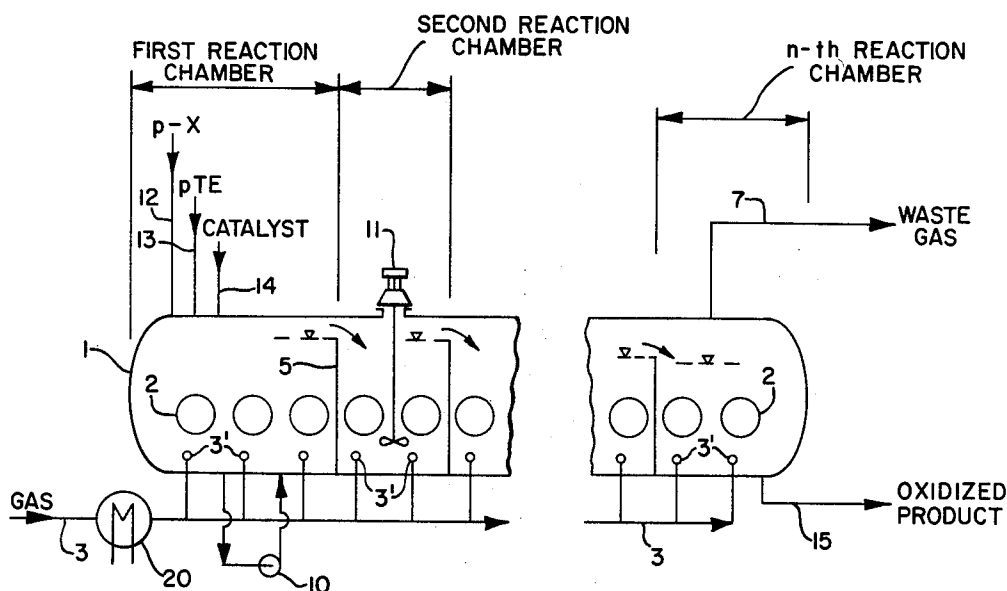 FIRST REACTION
CHAMBER
SECOND REACTION
CHAMBER
n-th REACTION
CHAMBER
p-X
pTE
CATALYST
12
13
14
11
7
WASTE
GAS
1
2
5
2
3'
3'
3'
GAS
3
20
10
3
15
OXIDIZED
PRODUCT